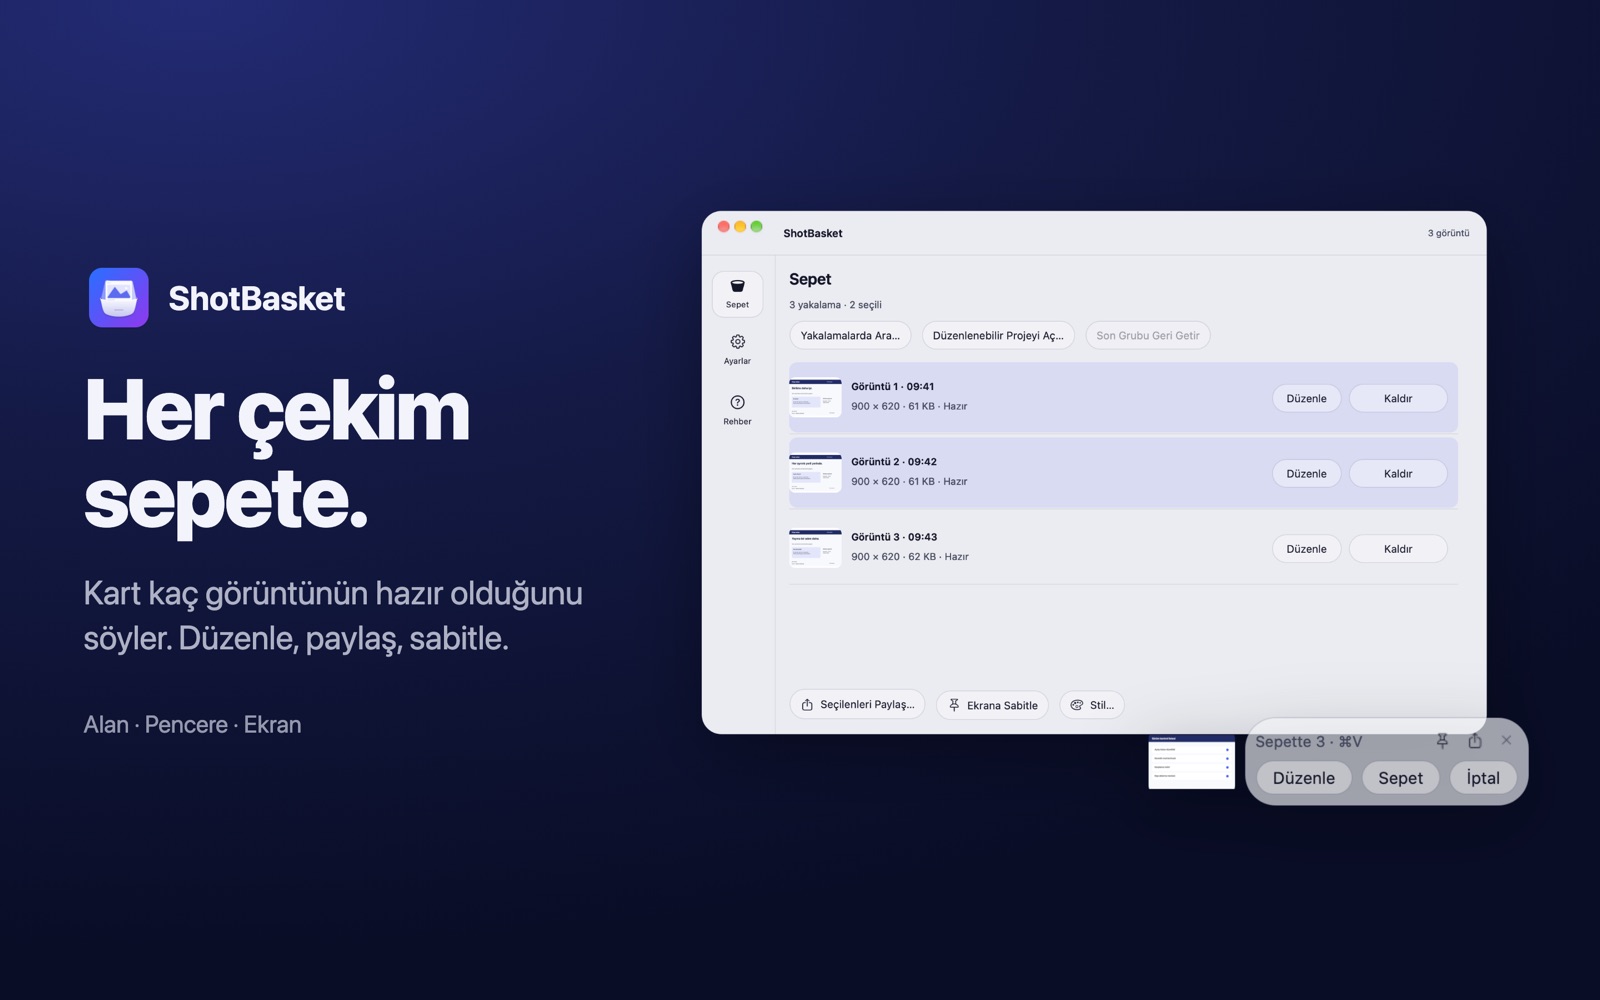 ShotBasket
Her çekim
sepete.
Kart kaç görüntünün hazır olduğunu
söyler. Düzenle, paylaş, sabitle.
Alan · Pencere · Ekran
ShotBasket
3 görüntü
Sepet
Ayarlar
Rehber
Sepet
3 yakalama · 2 seçili
Yakalamalarda Ara...
Düzenlenebilir Projeyi Aç...
Son Grubu Geri Getir
Görüntü 1 · 09:41
900 × 620 · 61 KB · Hazır
Düzenle
Kaldır
Görüntü 2 · 09:42
900 × 620 · 61 KB · Hazır
Düzenle
Kaldır
Görüntü 3 · 09:43
900 × 620 · 62 KB · Hazır
Düzenle
Kaldır
Seçilenleri Paylaş...
Ekrana Sabitle
Stil...
Sepette 3 · ⌘V
Düzenle
Sepet
İptal